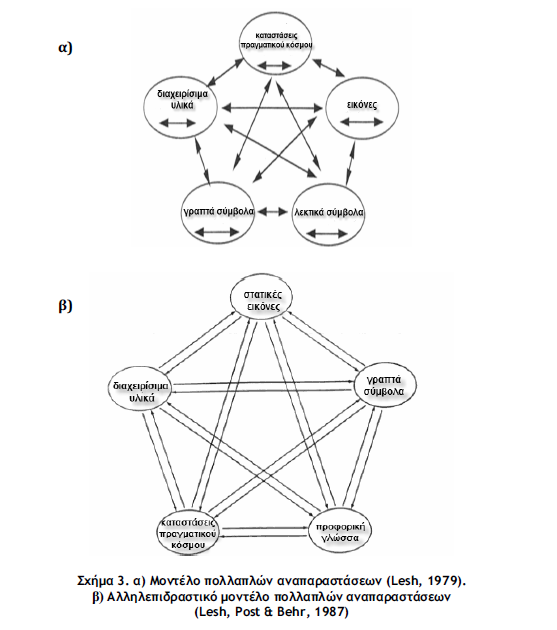 α)
καταστάσεις
πραγματικού κόσμου
διαχειρίσιμα
υλικά
εικόνες
γραπτά σύμβολα
λεκτικά σύμβολα
β)
στατικές
εικόνες
διαχειρίσιμα
υλικά
γραπτά
σύμβολα
καταστάσεις
πραγματικού
κόσμου
προφορική
γλώσσα
Σχήμα 3. α) Μοντέλο πολλαπλών αναπαραστάσεων (Lesh, 1979).
β) Αλληλεπιδραστικό μοντέλο πολλαπλών αναπαραστάσεων
(Lesh, Post & Behr, 1987)